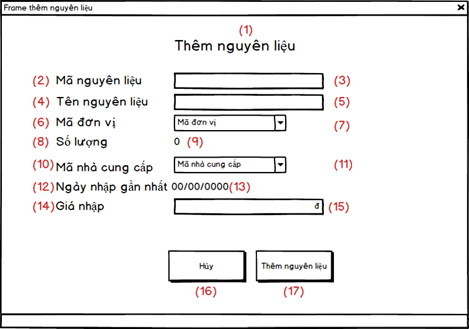 Frame thêm nguyên liệu
(1)
Thêm nguyên liệu
(2) Mã nguyên liệu (3)
(4) Tên nguyên liệu (5)
(6) Mã đơn vị Mã đơn vị (7)
(8) Số lượng 0 (9)
(10) Mã nhà cung cấp Mã nhà cung cấp (11)
(12) Ngày nhập gần nhất 00/00/0000 (13)
(14) Giá nhập đ (15)
Hủy Thêm nguyên liệu
(16) (17)